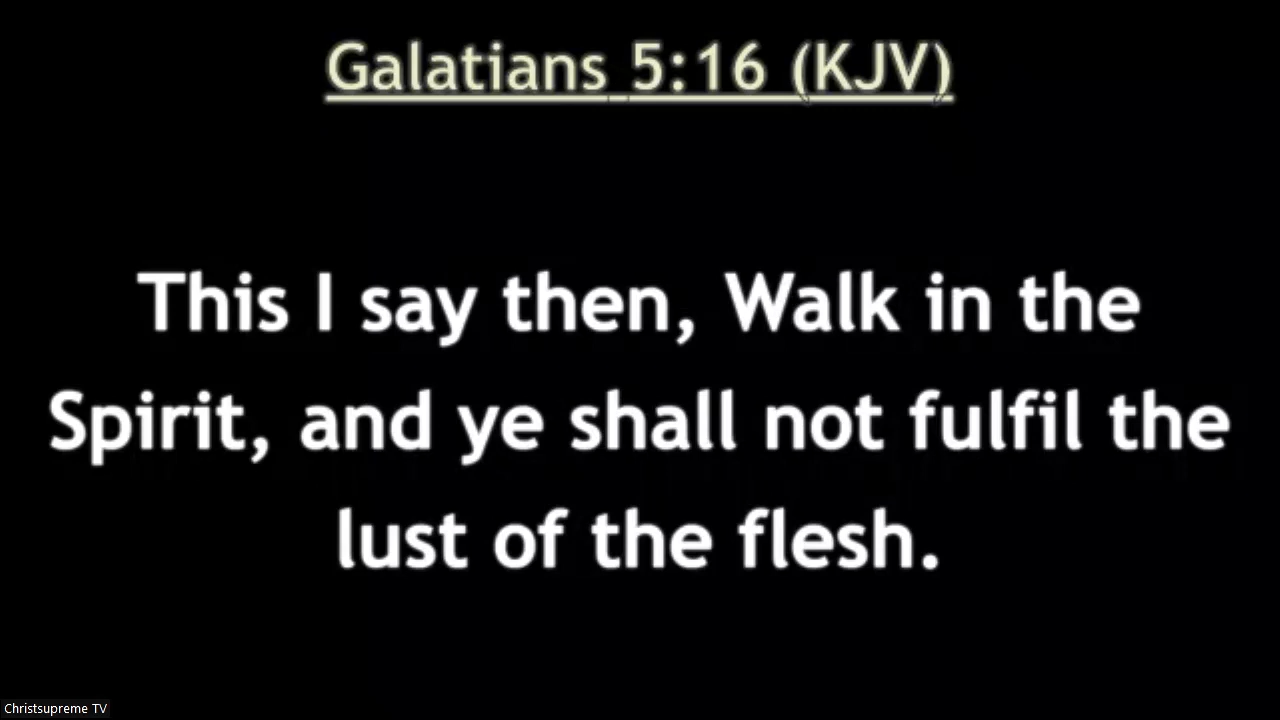 Galatians 5:16 (KJV)
This I say then, Walk in the
Spirit, and ye shall not fulfil the
lust of the flesh.
Christsupreme TV